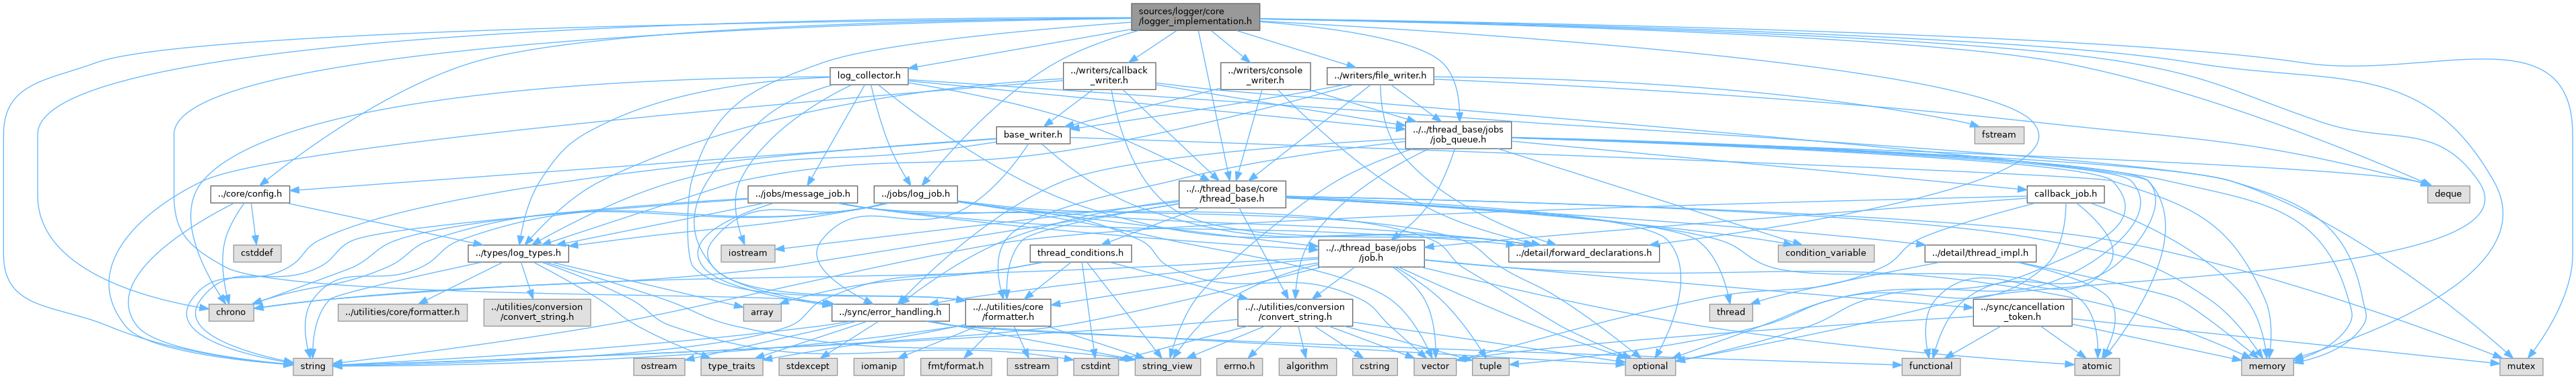 sources/logger/core
/logger_implementation.h
log_collector.h
../writers/callback
_writer.h
../writers/console
_writer.h
../writers/file_writer.h
base_writer.h
../../thread_base/jobs
/job_queue.h
fstream
../core/config.h
../jobs/message_job.h
../jobs/log_job.h
../../thread_base/core
/thread_base.h
callback_job.h
deque
cstddef
../types/log_types.h
iostream
thread_conditions.h
../../thread_base/jobs
/job.h
../detail/forward_declarations.h
condition_variable
../detail/thread_impl.h
chrono
../utilities/core/formatter.h
../utilities/conversion
/convert_string.h
array
../sync/error_handling.h
../../utilities/core
/formatter.h
../../utilities/conversion
/convert_string.h
thread
../sync/cancellation
_token.h
string
ostream
type_traits
stdexcept
iomanip
fmt/format.h
sstream
cstdint
string_view
errno.h
algorithm
cstring
vector
tuple
optional
functional
atomic
memory
mutex